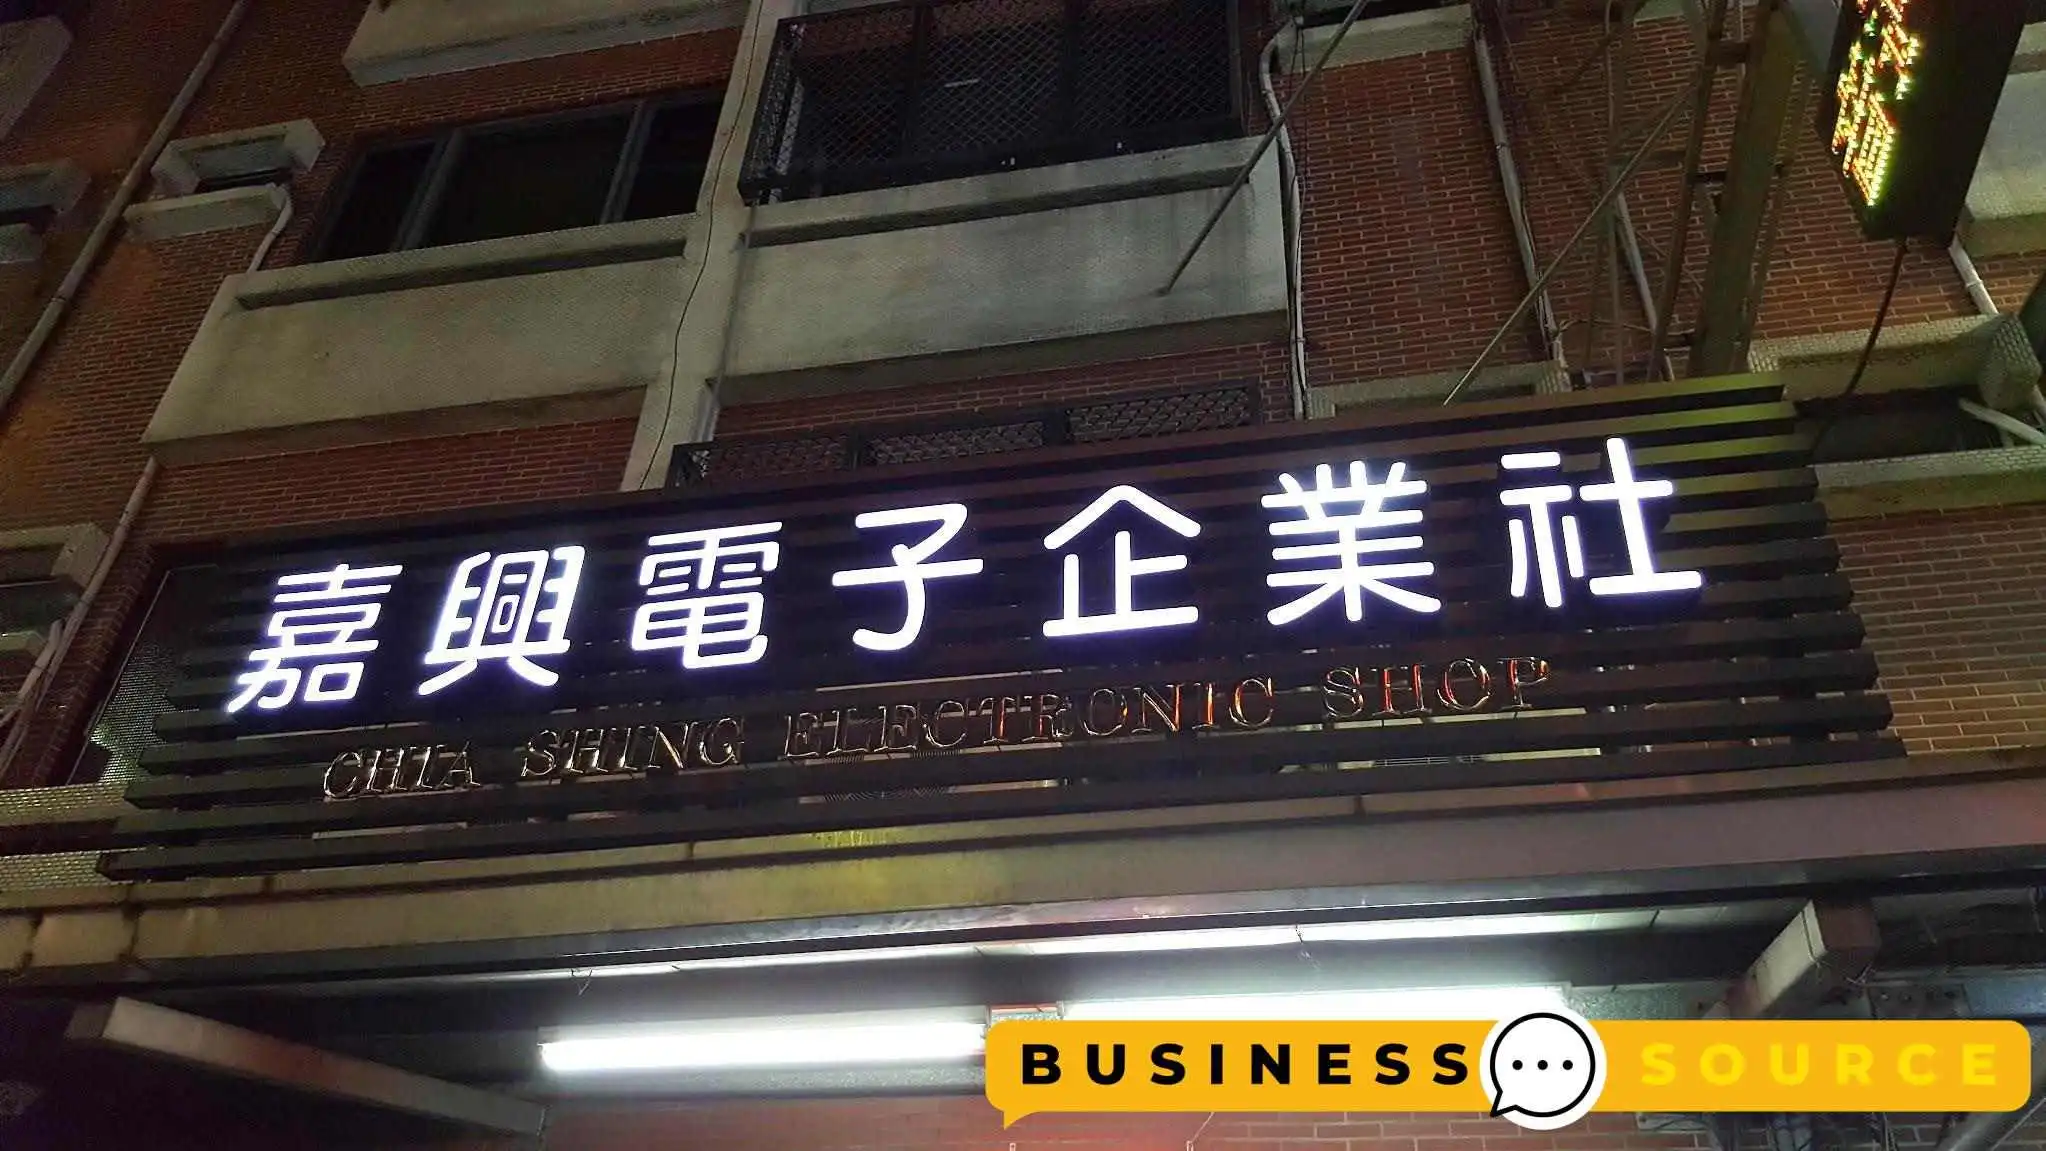 嘉興電子企業社
CHIA SHING ELECTRONIC SHOP
BUSINESS SOURCE